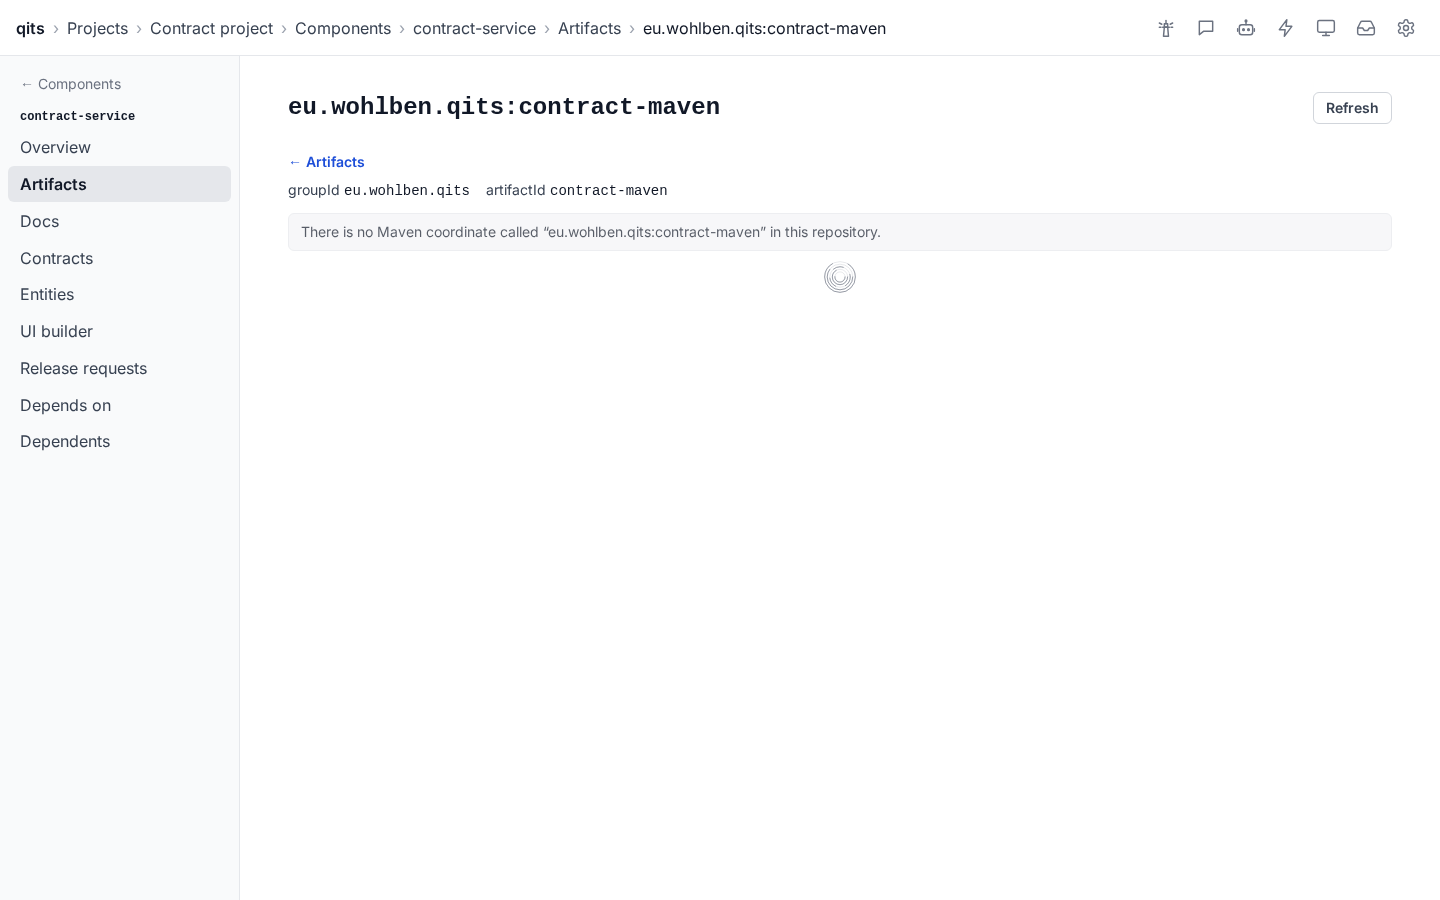 qits › Projects › Contract project › Components › contract-service › Artifacts › eu.wohlben.qits:contract-maven
← Components
contract-service
Overview
Artifacts
Docs
Contracts
Entities
UI builder
Release requests
Depends on
Dependents
eu.wohlben.qits:contract-maven
Refresh
← Artifacts
groupId eu.wohlben.qits artifactId contract-maven
There is no Maven coordinate called “eu.wohlben.qits:contract-maven” in this repository.